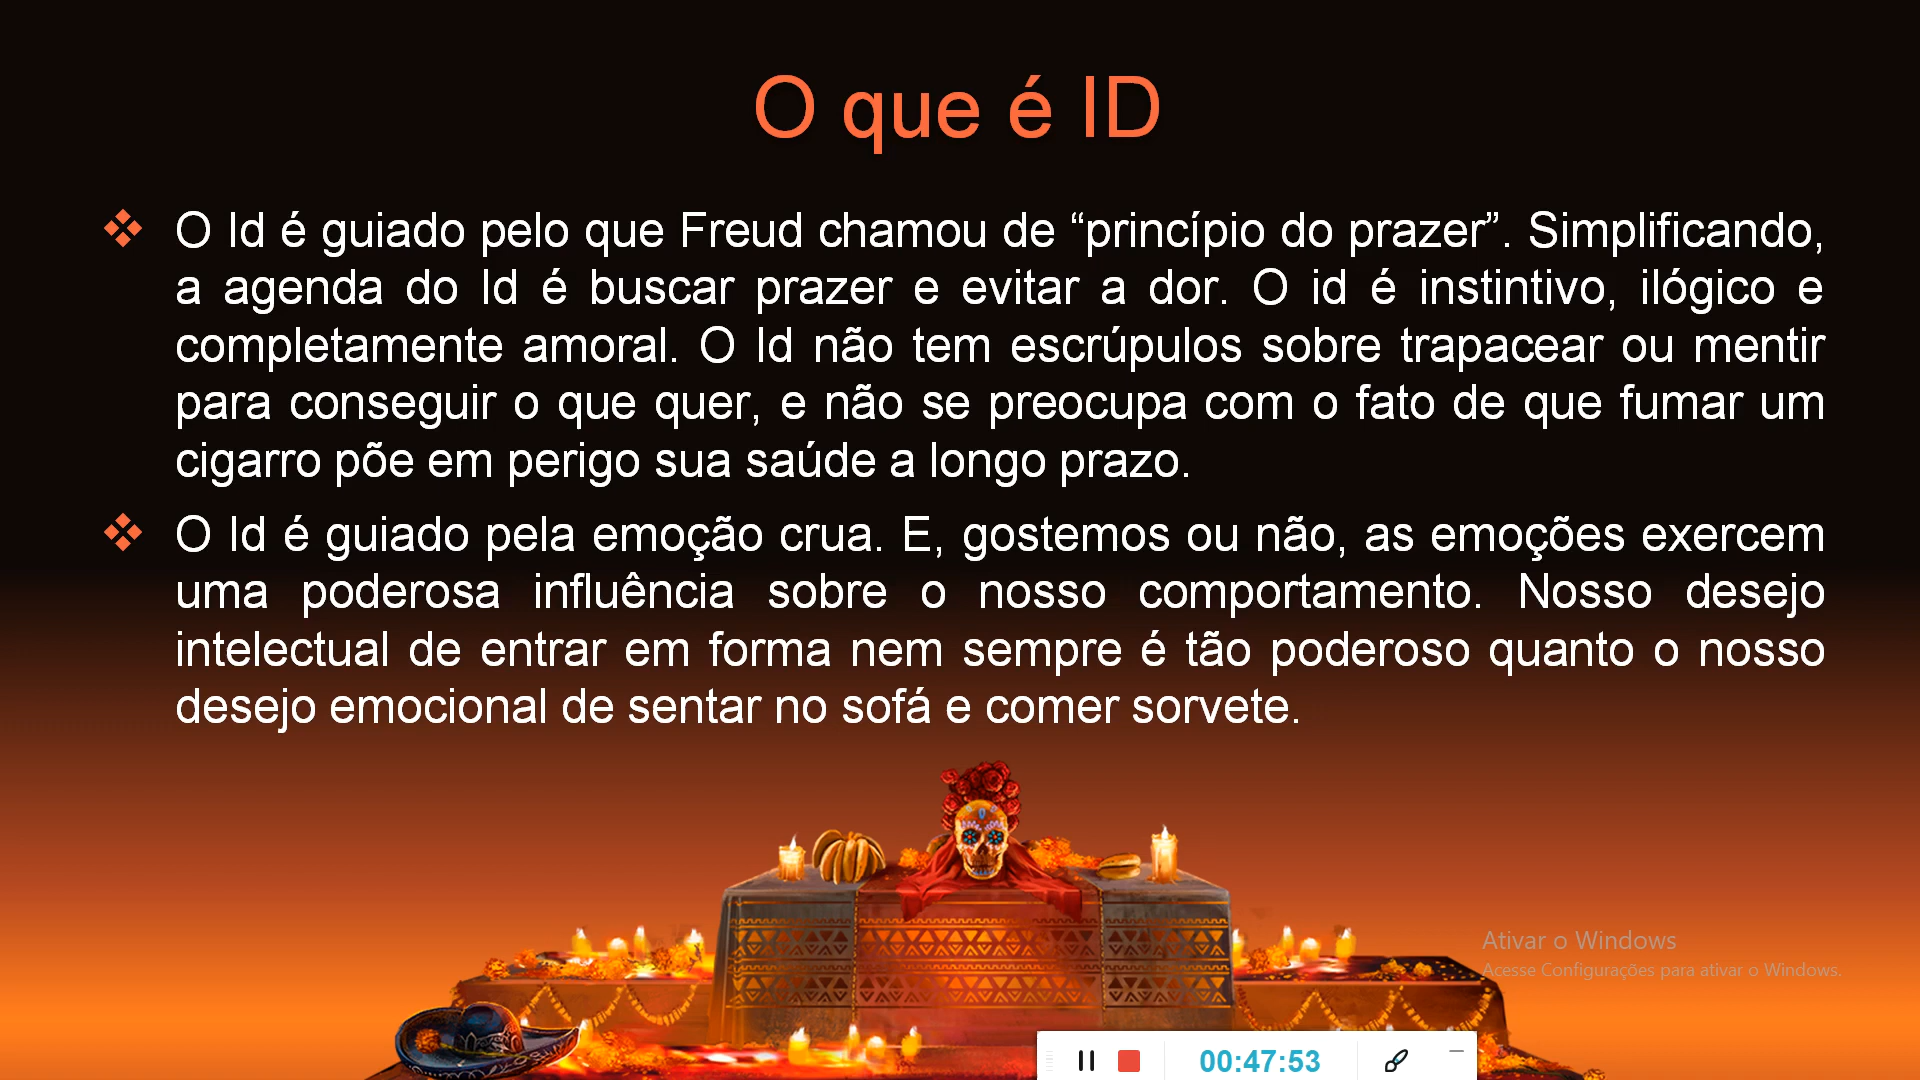 O que é ID
O Id é guiado pelo que Freud chamou de “princípio do prazer”. Simplificando,
a agenda do Id é buscar prazer e evitar a dor. O id é instintivo, ilógico e
completamente amoral. O Id não tem escrúpulos sobre trapacear ou mentir
para conseguir o que quer, e não se preocupa com o fato de que fumar um
cigarro põe em perigo sua saúde a longo prazo.
O Id é guiado pela emoção crua. E, gostemos ou não, as emoções exercem
uma poderosa influência sobre o nosso comportamento. Nosso desejo
intelectual de entrar em forma nem sempre é tão poderoso quanto o nosso
desejo emocional de sentar no sofá e comer sorvete.
Ativar o Windows
Acesse Configurações para ativar o Windows.
00:47:53